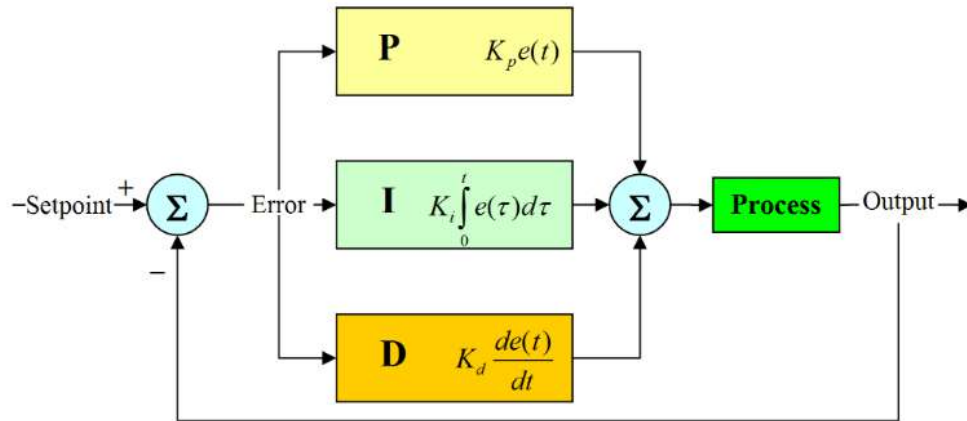 P K_p e(t)
–Setpoint + Σ – Error
I K_i ∫_0^t e(τ)dτ
Σ Process Output
D K_d de(t)/dt